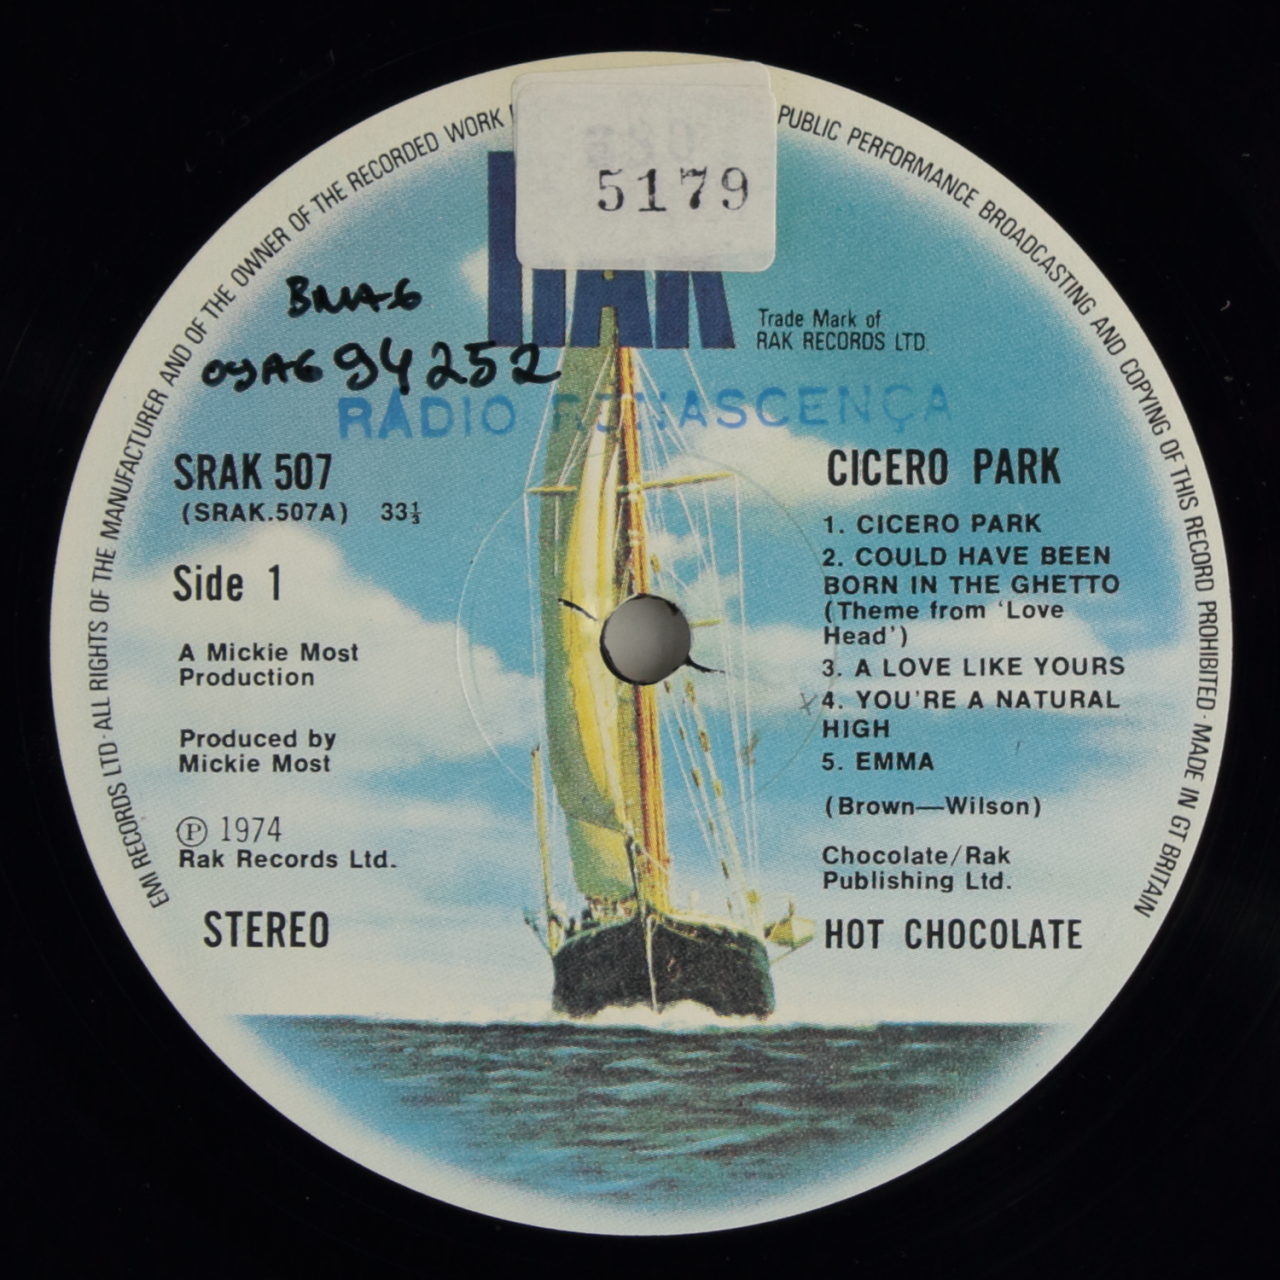 EMI RECORDS LTD · ALL RIGHTS OF THE MANUFACTURER AND OF THE OWNER OF THE RECORDED WORK
PUBLIC PERFORMANCE BROADCASTING AND COPYING OF THIS RECORD PROHIBITED · MADE IN GT BRITAIN
5179
RAK
Trade Mark of
RAK RECORDS LTD.
94252
RÁDIO RENASCENÇA
SRAK 507
(SRAK.507A) 33⅓
Side 1
A Mickie Most
Production
Produced by
Mickie Most
℗ 1974
Rak Records Ltd.
STEREO
CICERO PARK
1. CICERO PARK
2. COULD HAVE BEEN
BORN IN THE GHETTO
(Theme from ‘Love
Head’)
3. A LOVE LIKE YOURS
4. YOU'RE A NATURAL
HIGH
5. EMMA
(Brown—Wilson)
Chocolate/Rak
Publishing Ltd.
HOT CHOCOLATE